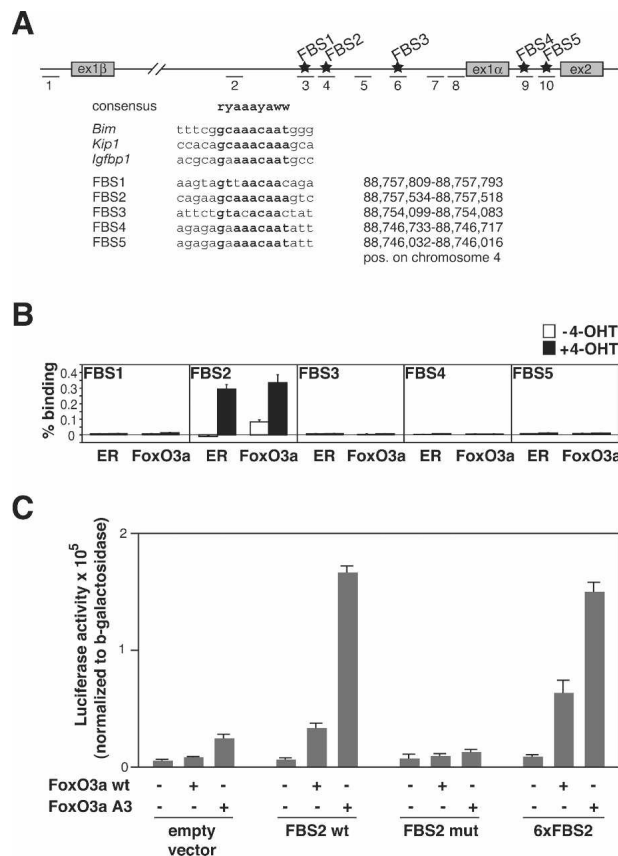 A
FBS1 FBS2 FBS3 FBS4 FBS5
ex1β ex1α ex2
1 2 3 4 5 6 7 8 9 10
consensus ryaaayaww
Bim tttcggcaaacaatggg
Kip1 ccacagcaaacaaagca
Igfbp1 acgcagaaaacaatgcc
FBS1 aagtagttaacaacaga 88,757,809-88,757,793
FBS2 cagaagcaaacaaagtc 88,757,534-88,757,518
FBS3 attctgtacacaactat 88,754,099-88,754,083
FBS4 agagagaaaacaatatt 88,746,733-88,746,717
FBS5 agagagaaaacaatatt 88,746,032-88,746,016
pos. on chromosome 4
B
-4-OHT
+4-OHT
FBS1 FBS2 FBS3 FBS4 FBS5
% binding
0.4
0.3
0.2
0.1
0
ER FoxO3a ER FoxO3a ER FoxO3a ER FoxO3a ER FoxO3a
C
Luciferase activity x 10⁵
(normalized to b-galactosidase)
2
1
0
FoxO3a wt - + - - + - - + - - + -
FoxO3a A3 - - + - - + - - + - - +
empty vector FBS2 wt FBS2 mut 6xFBS2